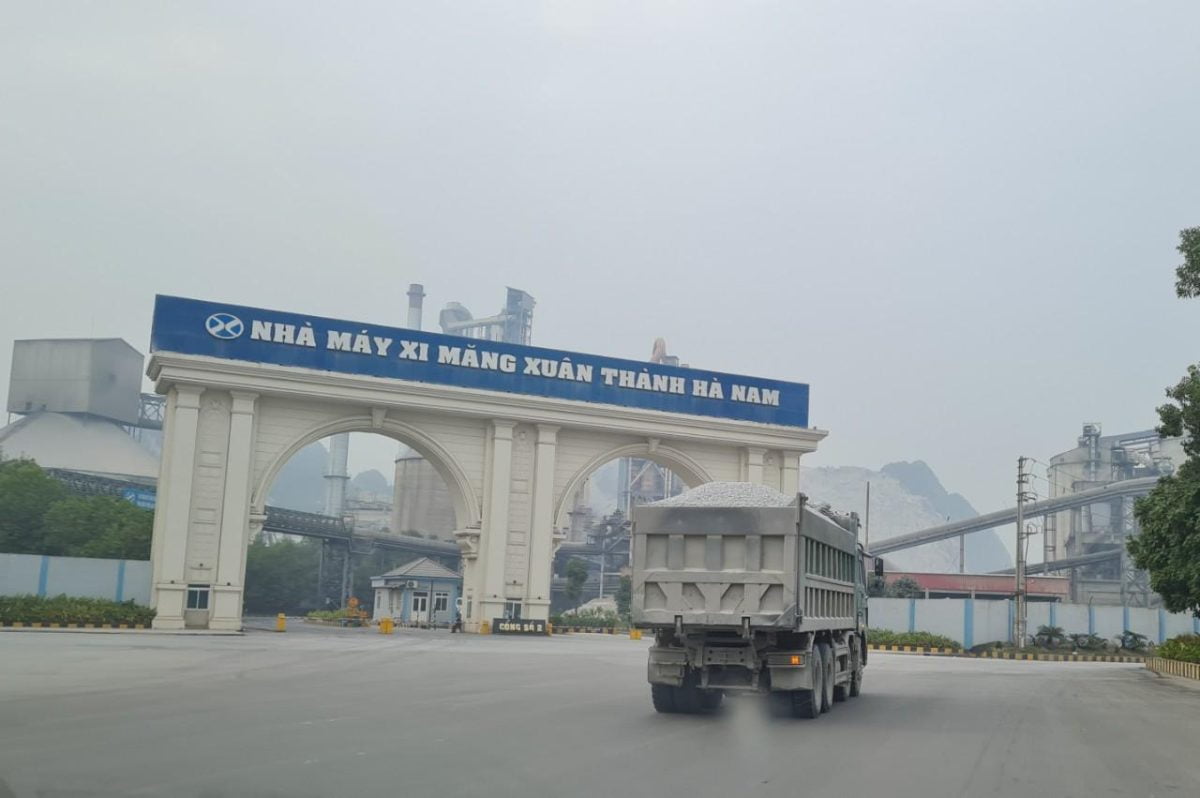 NHÀ MÁY XI MĂNG XUÂN THÀNH HÀ NAM
CỔNG SỐ 2